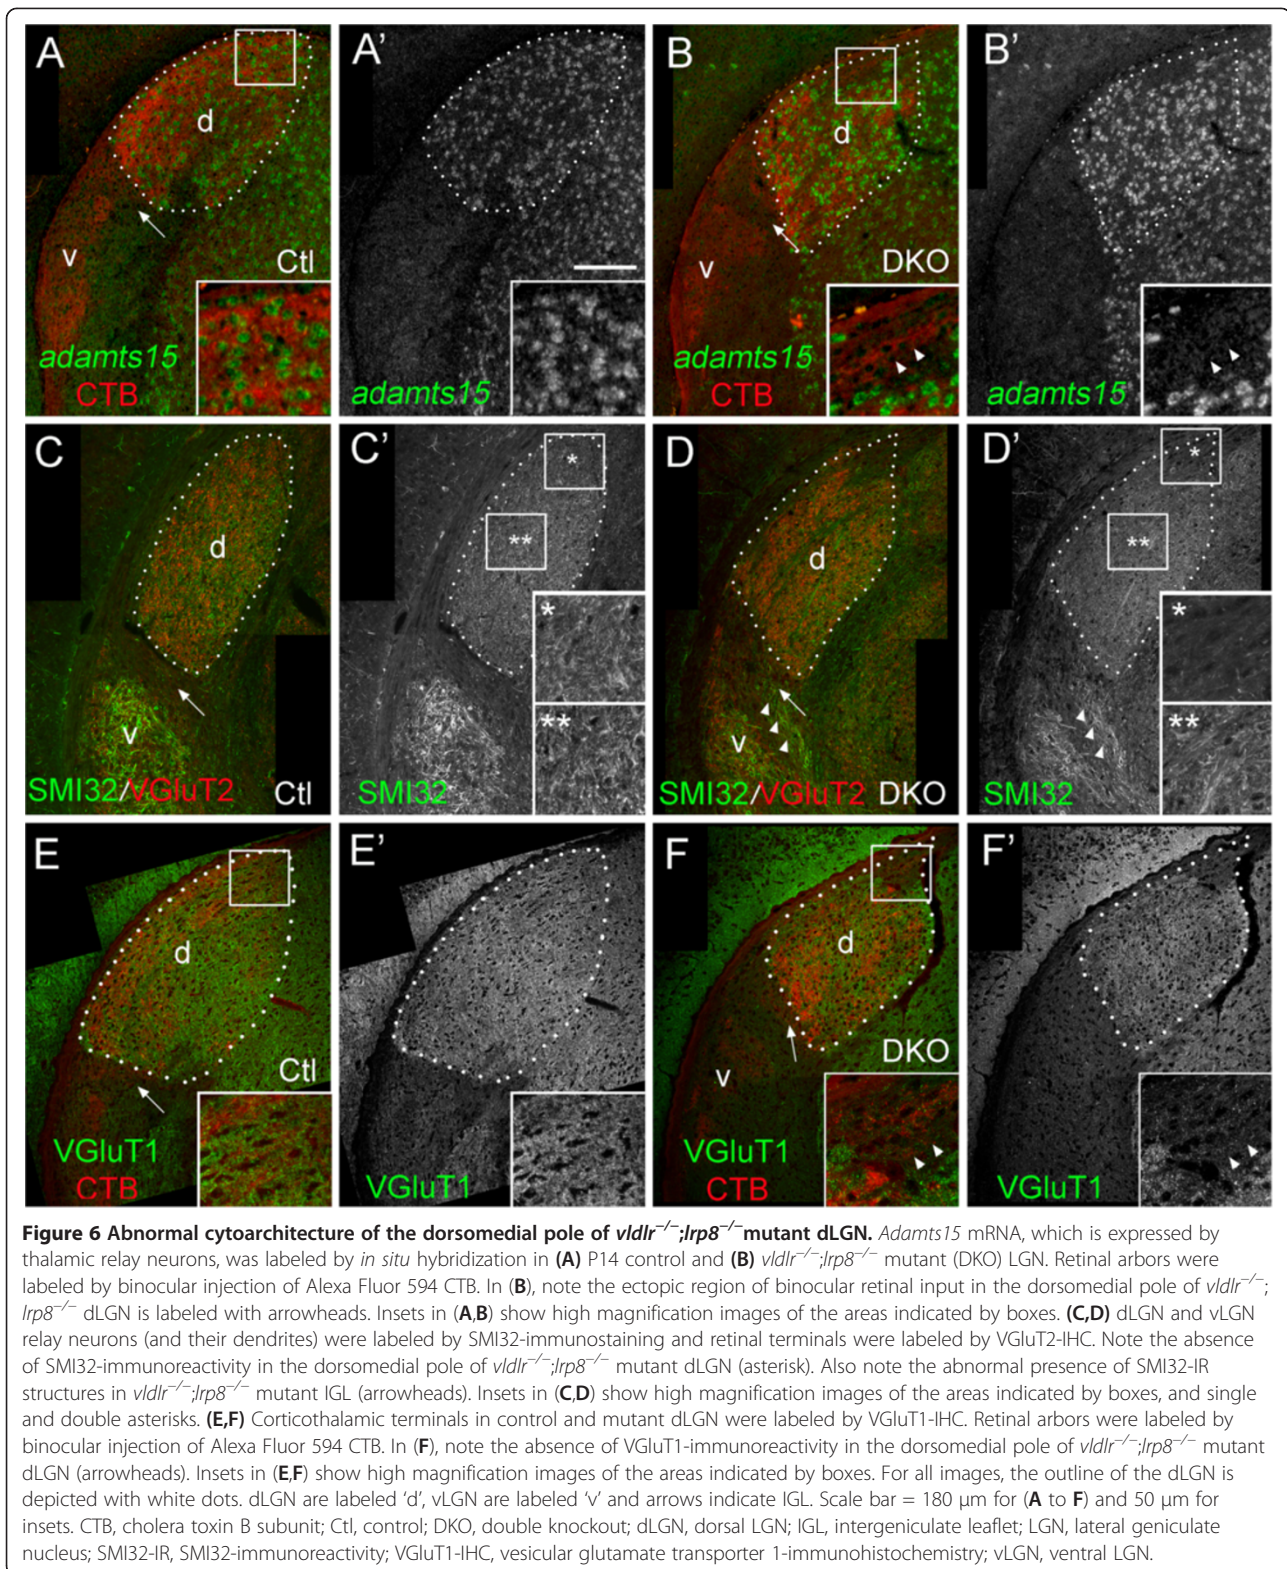 A
d
v
Ctl
adamts15
CTB
A'
adamts15
B
d
v
DKO
adamts15
CTB
B'
adamts15
C
d
v
SMI32/VGluT2
Ctl
C'
*
**
*
**
SMI32
D
d
v
SMI32/VGluT2 DKO
D'
*
**
*
**
SMI32
E
d
Ctl
VGluT1
CTB
E'
VGluT1
F
d
v
DKO
VGluT1
CTB
F'
VGluT1
Figure 6 Abnormal cytoarchitecture of the dorsomedial pole of vldlr−/−;lrp8−/−mutant dLGN. Adamts15 mRNA, which is expressed by
thalamic relay neurons, was labeled by in situ hybridization in (A) P14 control and (B) vldlr−/−;lrp8−/− mutant (DKO) LGN. Retinal arbors were
labeled by binocular injection of Alexa Fluor 594 CTB. In (B), note the ectopic region of binocular retinal input in the dorsomedial pole of vldlr−/−;
lrp8−/− dLGN is labeled with arrowheads. Insets in (A,B) show high magnification images of the areas indicated by boxes. (C,D) dLGN and vLGN
relay neurons (and their dendrites) were labeled by SMI32-immunostaining and retinal terminals were labeled by VGluT2-IHC. Note the absence
of SMI32-immunoreactivity in the dorsomedial pole of vldlr−/−;lrp8−/− mutant dLGN (asterisk). Also note the abnormal presence of SMI32-IR
structures in vldlr−/−;lrp8−/− mutant IGL (arrowheads). Insets in (C,D) show high magnification images of the areas indicated by boxes, and single
and double asterisks. (E,F) Corticothalamic terminals in control and mutant dLGN were labeled by VGluT1-IHC. Retinal arbors were labeled by
binocular injection of Alexa Fluor 594 CTB. In (F), note the absence of VGluT1-immunoreactivity in the dorsomedial pole of vldlr−/−;lrp8−/− mutant
dLGN (arrowheads). Insets in (E,F) show high magnification images of the areas indicated by boxes. For all images, the outline of the dLGN is
depicted with white dots. dLGN are labeled ‘d’, vLGN are labeled ‘v’ and arrows indicate IGL. Scale bar = 180 μm for (A to F) and 50 μm for
insets. CTB, cholera toxin B subunit; Ctl, control; DKO, double knockout; dLGN, dorsal LGN; IGL, intergeniculate leaflet; LGN, lateral geniculate
nucleus; SMI32-IR, SMI32-immunoreactivity; VGluT1-IHC, vesicular glutamate transporter 1-immunohistochemistry; vLGN, ventral LGN.